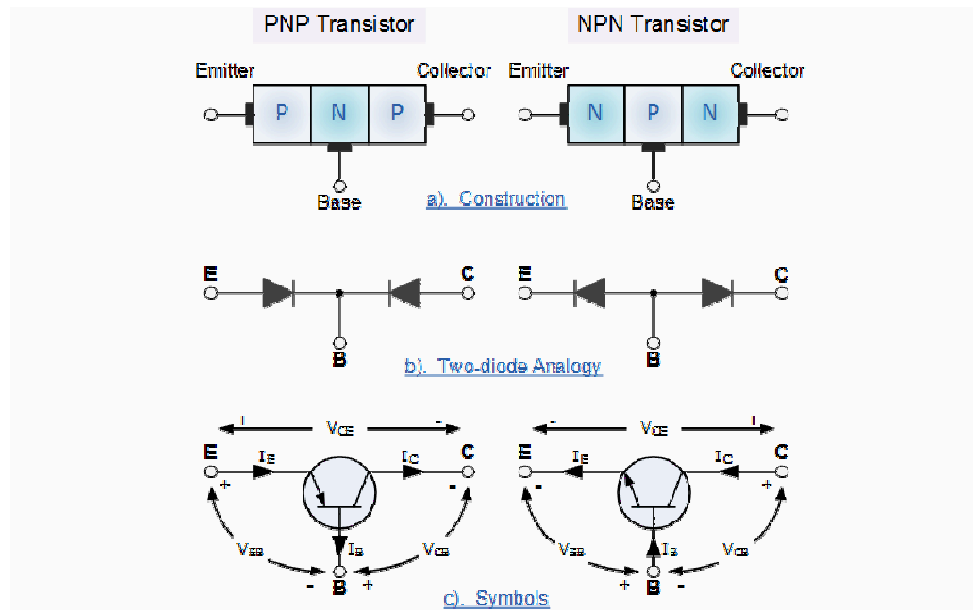 PNP Transistor NPN Transistor
Emitter Collector Emitter Collector
P N P N P N
Base a). Construction Base
E C E C
B B
b). Two-diode Analogy
+ VCE - - VCE +
E IE IC C E IE IC C
+ - - +
VEB IB VCB VEB IB VCB
- B + + B -
c). Symbols